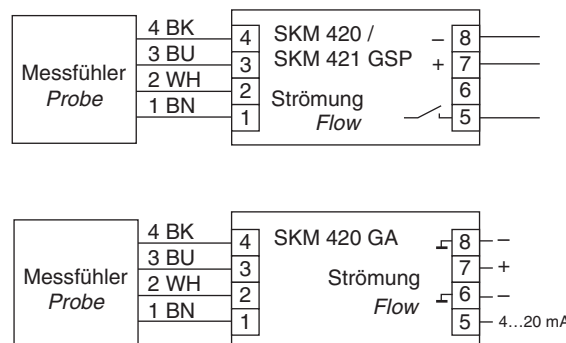 4 BK 4 SKM 420 / – 8
3 BU 3 SKM 421 GSP + 7
Messfühler
Probe
2 WH 2 6
Strömung
1 BN 1 Flow 5
4 BK 4 SKM 420 GA 8 –
3 BU 3 7 +
Messfühler Strömung
Probe
2 WH 2 6 –
Flow
1 BN 1 5 4...20 mA